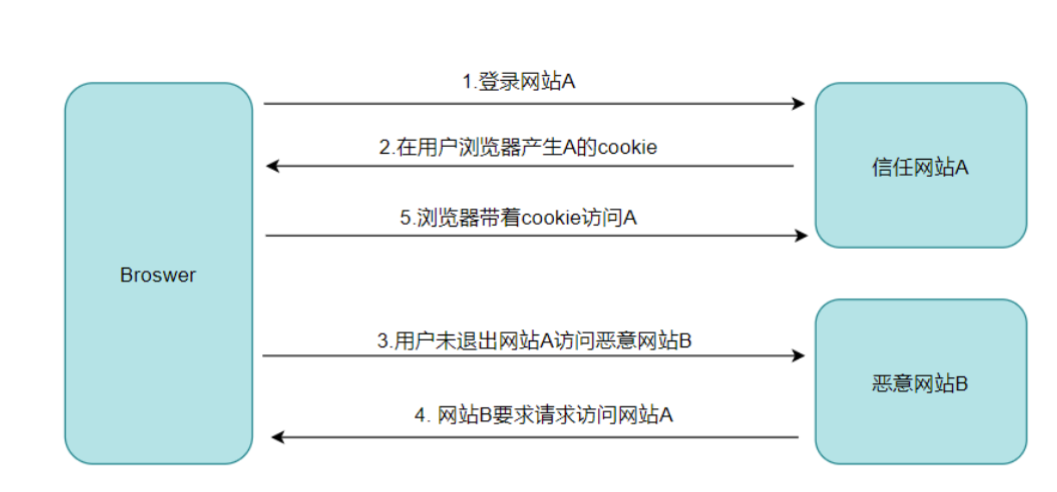 1.登录网站A
2.在用户浏览器产生A的cookie
信任网站A
5.浏览器带着cookie访问A
Broswer
3.用户未退出网站A访问恶意网站B
恶意网站B
4. 网站B要求请求访问网站A